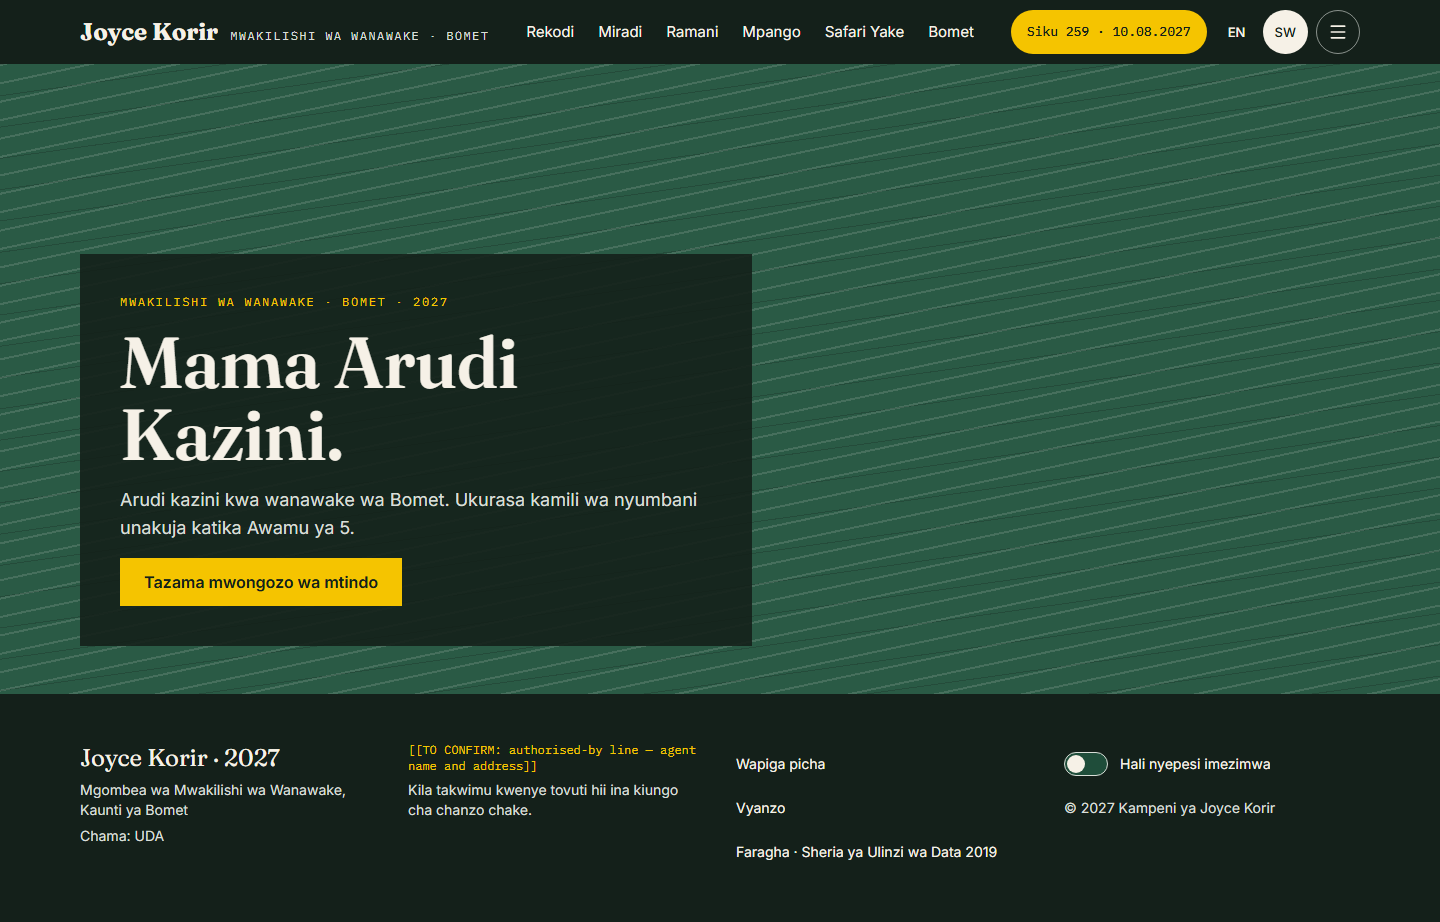 Joyce Korir MWAKILISHI WA WANAWAKE · BOMET Rekodi Miradi Ramani Mpango Safari Yake Bomet Siku 259 · 10.08.2027 EN SW
MWAKILISHI WA WANAWAKE · BOMET · 2027
Mama Arudi
Kazini.
Arudi kazini kwa wanawake wa Bomet. Ukurasa kamili wa nyumbani
unakuja katika Awamu ya 5.
Tazama mwongozo wa mtindo
Joyce Korir · 2027
Mgombea wa Mwakilishi wa Wanawake,
Kaunti ya Bomet
Chama: UDA
[[TO CONFIRM: authorised-by line — agent
name and address]]
Kila takwimu kwenye tovuti hii ina kiungo
cha chanzo chake.
Wapiga picha
Vyanzo
Faragha · Sheria ya Ulinzi wa Data 2019
Hali nyepesi imezimwa
© 2027 Kampeni ya Joyce Korir